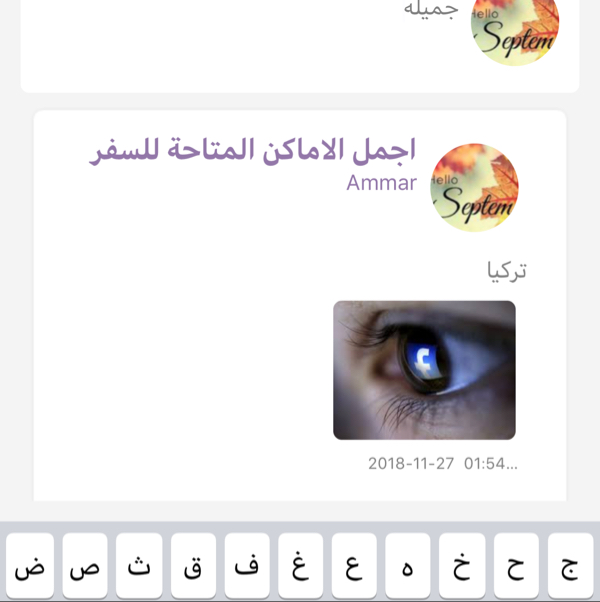 جميله
Hello
Septem
اجمل الاماكن المتاحة للسفر
Ammar
Hello
Septem
تركيا
f
2018-11-27 01:54...
ض ص ث ق ف غ ع ه خ ح ج